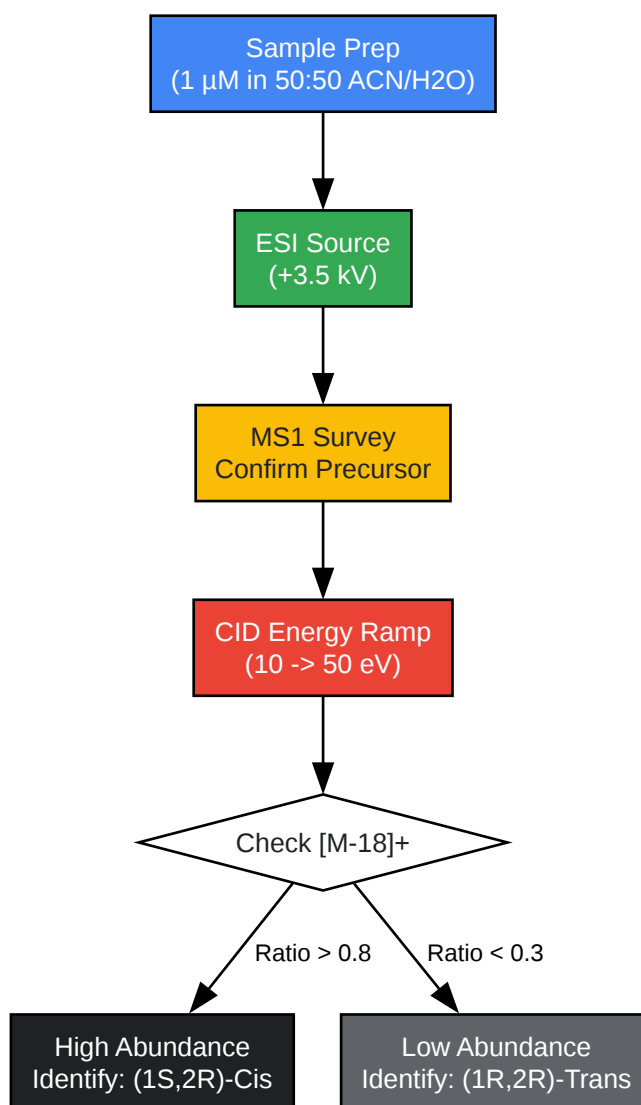 Sample Prep
(1 µM in 50:50 ACN/H2O)
ESI Source
(+3.5 kV)
MS1 Survey
Confirm Precursor
CID Energy Ramp
(10 -> 50 eV)
Check [M-18]+
Ratio > 0.8
Ratio < 0.3
High Abundance
Identify: (1S,2R)-Cis
Low Abundance
Identify: (1R,2R)-Trans